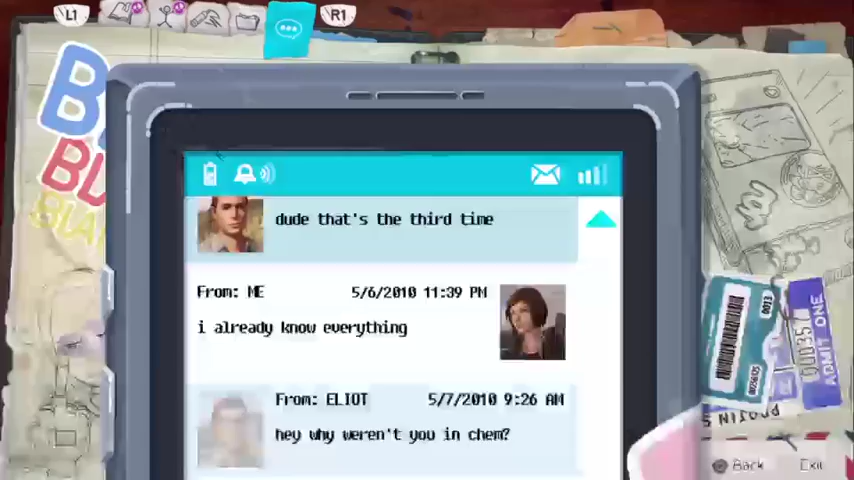 L1
R1
dude that's the third time
From: ME 5/6/2010 11:39 PM
i already know everything
From: ELIOT 5/7/2010 9:26 AM
hey why weren't you in chem?
ADMIT ONE
0013
Back Exit